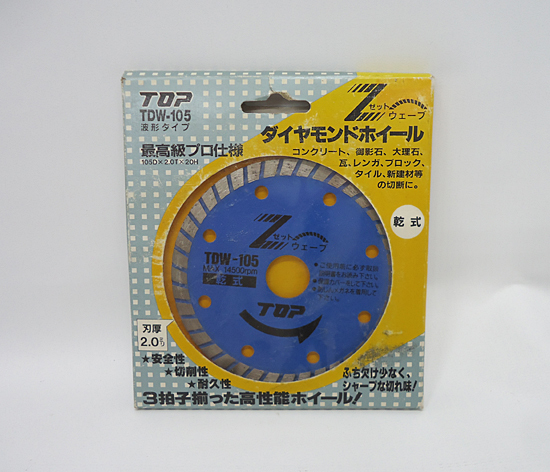 TOP
TDW-105
波形タイプ
最高級プロ仕様
105D×2.0T×20H
Z
ゼット
ウェーブ
ダイヤモンドホイール
コンクリート、御影石、大理石、
瓦、レンガ、ブロック、
タイル、新建材等
の切断に。
乾式
Z
ゼット
ウェーブ
TDW-105
14500rpm
乾式
TOP
刃厚
2.0ミリ
★安全性
★切削性
★耐久性
ふち欠け少なく、
シャープな切れ味!
3拍子揃った高性能ホイール!